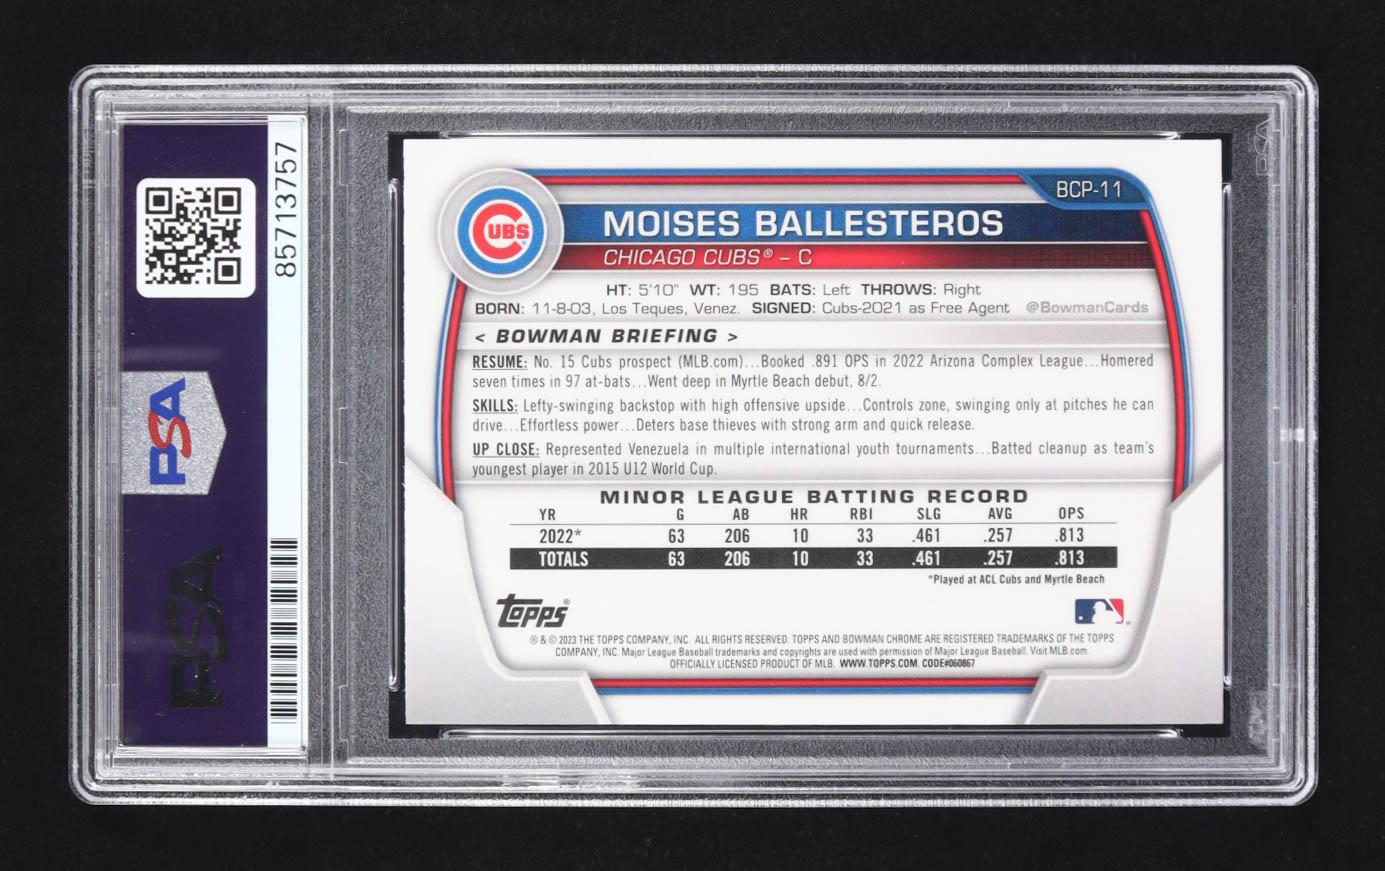 85713757
PSA
PSA
BCP-11
CUBS
MOISES BALLESTEROS
CHICAGO CUBS® – C
HT: 5'10" WT: 195 BATS: Left THROWS: Right
BORN: 11-8-03, Los Teques, Venez. SIGNED: Cubs-2021 as Free Agent @BowmanCards
< BOWMAN BRIEFING >
RESUME: No. 15 Cubs prospect (MLB.com)...Booked .891 OPS in 2022 Arizona Complex League...Homered
seven times in 97 at-bats...Went deep in Myrtle Beach debut, 8/2.
SKILLS: Lefty-swinging backstop with high offensive upside...Controls zone, swinging only at pitches he can
drive...Effortless power...Deters base thieves with strong arm and quick release.
UP CLOSE: Represented Venezuela in multiple international youth tournaments...Batted cleanup as team's
youngest player in 2015 U12 World Cup.
MINOR LEAGUE BATTING RECORD
YR G AB HR RBI SLG AVG OPS
2022* 63 206 10 33 .461 .257 .813
TOTALS 63 206 10 33 .461 .257 .813
*Played at ACL Cubs and Myrtle Beach
Topps®
® & © 2023 THE TOPPS COMPANY, INC. ALL RIGHTS RESERVED. TOPPS AND BOWMAN CHROME ARE REGISTERED TRADEMARKS OF THE TOPPS
COMPANY, INC. Major League Baseball trademarks and copyrights are used with permission of Major League Baseball. Visit MLB.com.
OFFICIALLY LICENSED PRODUCT OF MLB. WWW.TOPPS.COM. CODE#060867
PSA